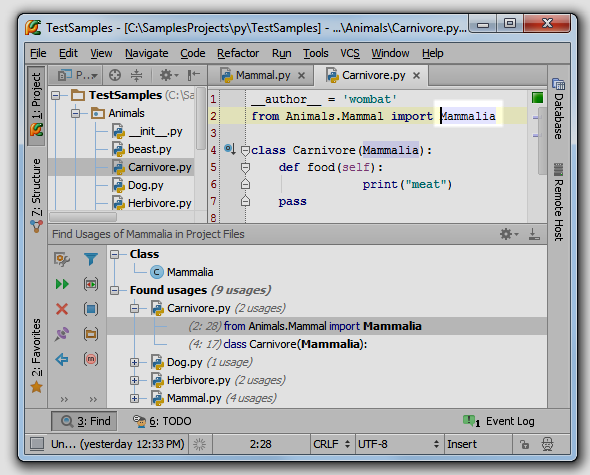 TestSamples - [C:\SamplesProjects\py\TestSamples] - ...\Animals\Carnivore.py...
File Edit View Navigate Code Refactor Run Tools VCS Window Help
1: Project
Z: Structure
2: Favorites
P...
TestSamples (C:\Sa
Animals
__init__.py
beast.py
Carnivore.py
Dog.py
Herbivore.py
Mammal.py
Carnivore.py
1 __author__ = 'wombat'
2 from Animals.Mammal import Mammalia
3
4 class Carnivore(Mammalia):
5 def food(self):
6 print("meat")
7 pass
8
Database
Remote Host
Find Usages of Mammalia in Project Files
Class
C Mammalia
Found usages (9 usages)
Carnivore.py (2 usages)
(2: 28) from Animals.Mammal import Mammalia
(4: 17) class Carnivore(Mammalia):
Dog.py (1 usage)
Herbivore.py (2 usages)
Mammal.py (4 usages)
>> >>
3: Find 6: TODO 1 Event Log
Un... (yesterday 12:33 PM) 2:28 CRLF UTF-8 Insert